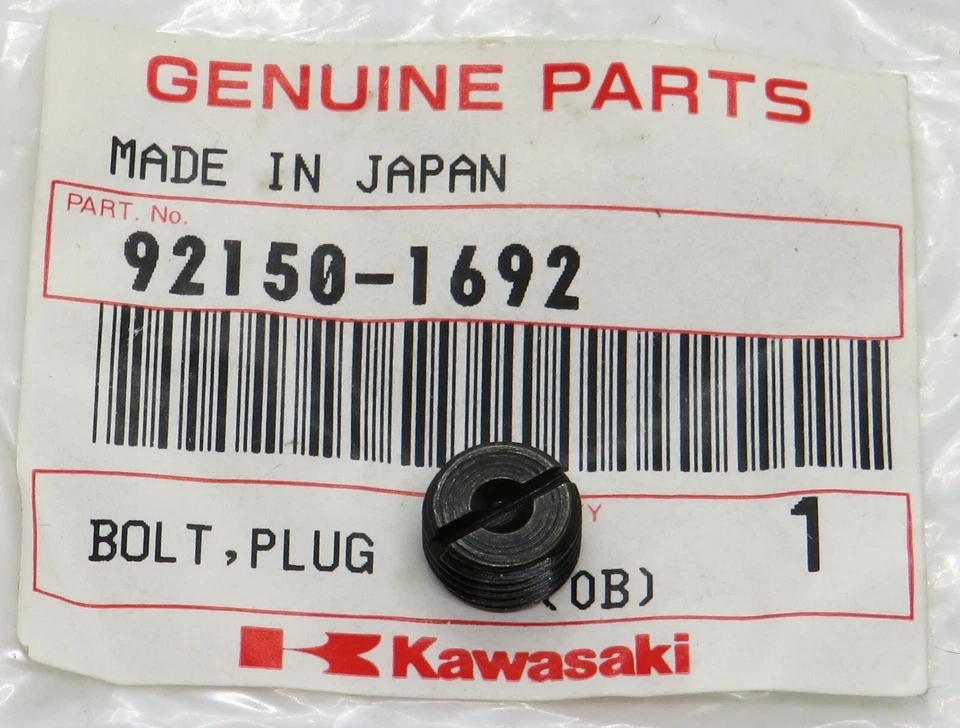 GENUINE PARTS
MADE IN JAPAN
PART. No.
92150-1692
Y
1
BOLT,PLUG
(OB)
Kawasaki